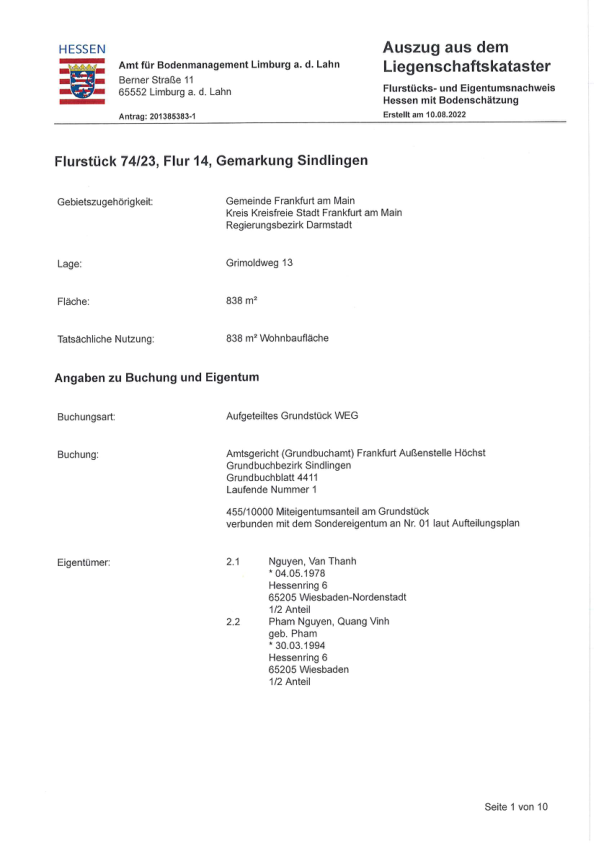 HESSEN
Amt für Bodenmanagement Limburg a. d. Lahn
Berner Straße 11
65552 Limburg a. d. Lahn
Antrag: 201385383-1
Auszug aus dem
Liegenschaftskataster
Flurstücks- und Eigentumsnachweis
Hessen mit Bodenschätzung
Erstellt am 10.08.2022
Flurstück 74/23, Flur 14, Gemarkung Sindlingen
Gebietszugehörigkeit:
Gemeinde Frankfurt am Main
Kreis Kreisfreie Stadt Frankfurt am Main
Regierungsbezirk Darmstadt
Lage:
Grimoldweg 13
Fläche:
838 m²
Tatsächliche Nutzung:
838 m² Wohnbaufläche
Angaben zu Buchung und Eigentum
Buchungsart:
Aufgeteiltes Grundstück WEG
Buchung:
Amtsgericht (Grundbuchamt) Frankfurt Außenstelle Höchst
Grundbuchbezirk Sindlingen
Grundbuchblatt 4411
Laufende Nummer 1
455/10000 Miteigentumsanteil am Grundstück
verbunden mit dem Sondereigentum an Nr. 01 laut Aufteilungsplan
Eigentümer:
2.1 Nguyen, Van Thanh
* 04.05.1978
Hessenring 6
65205 Wiesbaden-Nordenstadt
1/2 Anteil
2.2 Pham Nguyen, Quang Vinh
geb. Pham
* 30.03.1994
Hessenring 6
65205 Wiesbaden
1/2 Anteil
Seite 1 von 10